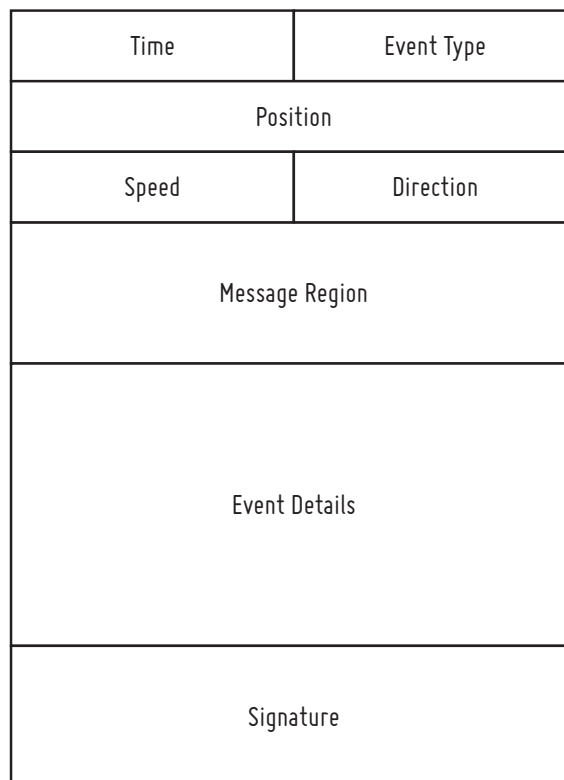 Time Event Type
Position
Speed Direction
Message Region
Event Details
Signature